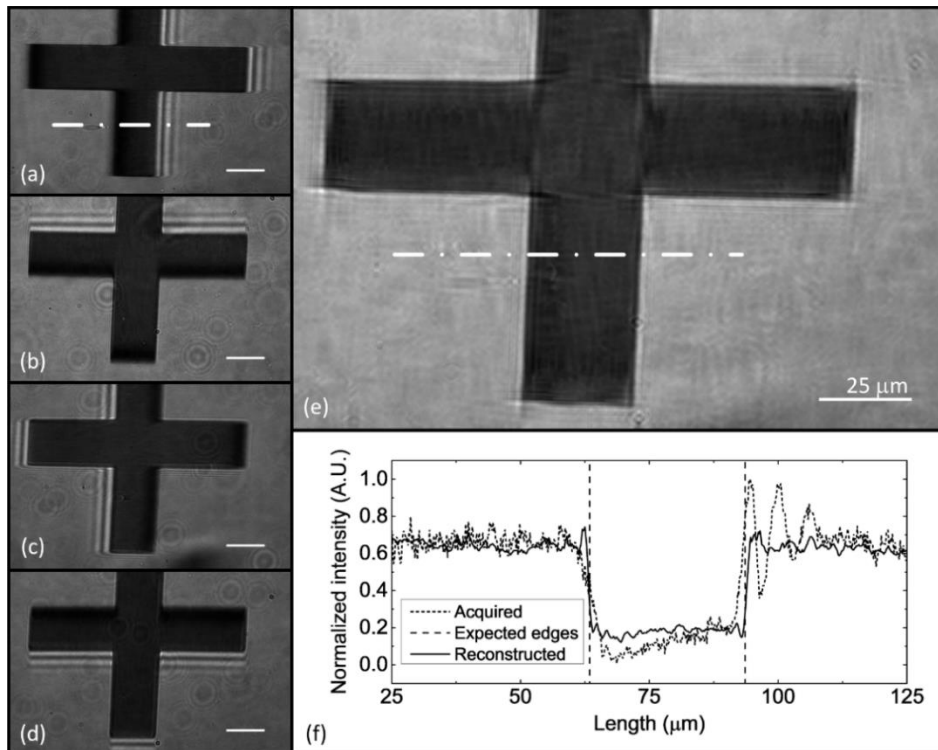 (a)
(b)
(c)
(d)
(e)
25 μm
Normalized intensity (A.U.)
1.0
0.8
0.6
0.4
0.2
0.0
Acquired
Expected edges
Reconstructed
25
50
75
100
125
(f)
Length (μm)